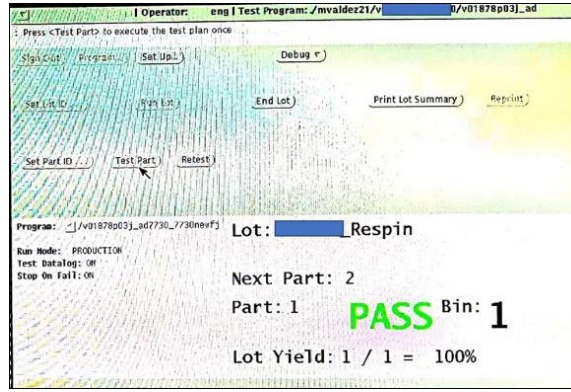 Operator: eng | Test Program: ./mvaldez21/v 0/v01878p03j_ad
Press <Test Part> to execute the test plan once
Sign Out Program... Set Up.. Debug
Set Lot ID... Run Lot End Lot Print Lot Summary Reprint
Set Part ID ... Test Part Retest
Program: /v01878p03j_ad7730_7730newfj
Run Mode: PRODUCTION
Test Datalog: ON
Stop On Fail: ON
Lot: _Respin
Next Part: 2
Part: 1 PASS Bin: 1
Lot Yield: 1 / 1 = 100%